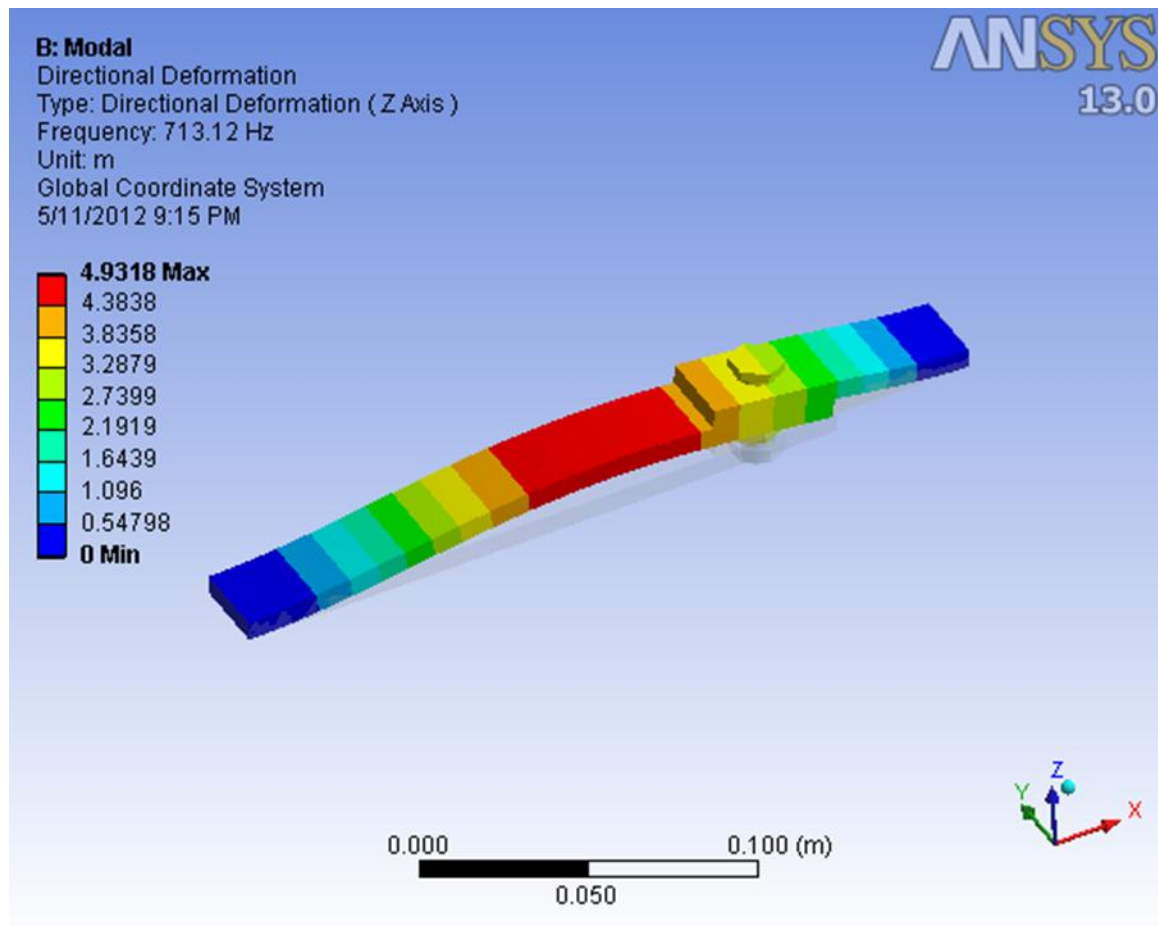 B: Modal
Directional Deformation
Type: Directional Deformation ( Z Axis )
Frequency: 713.12 Hz
Unit: m
Global Coordinate System
5/11/2012 9:15 PM
ANSYS
13.0
4.9318 Max
4.3838
3.8358
3.2879
2.7399
2.1919
1.6439
1.096
0.54798
0 Min
Z
Y
X
0.000
0.100 (m)
0.050